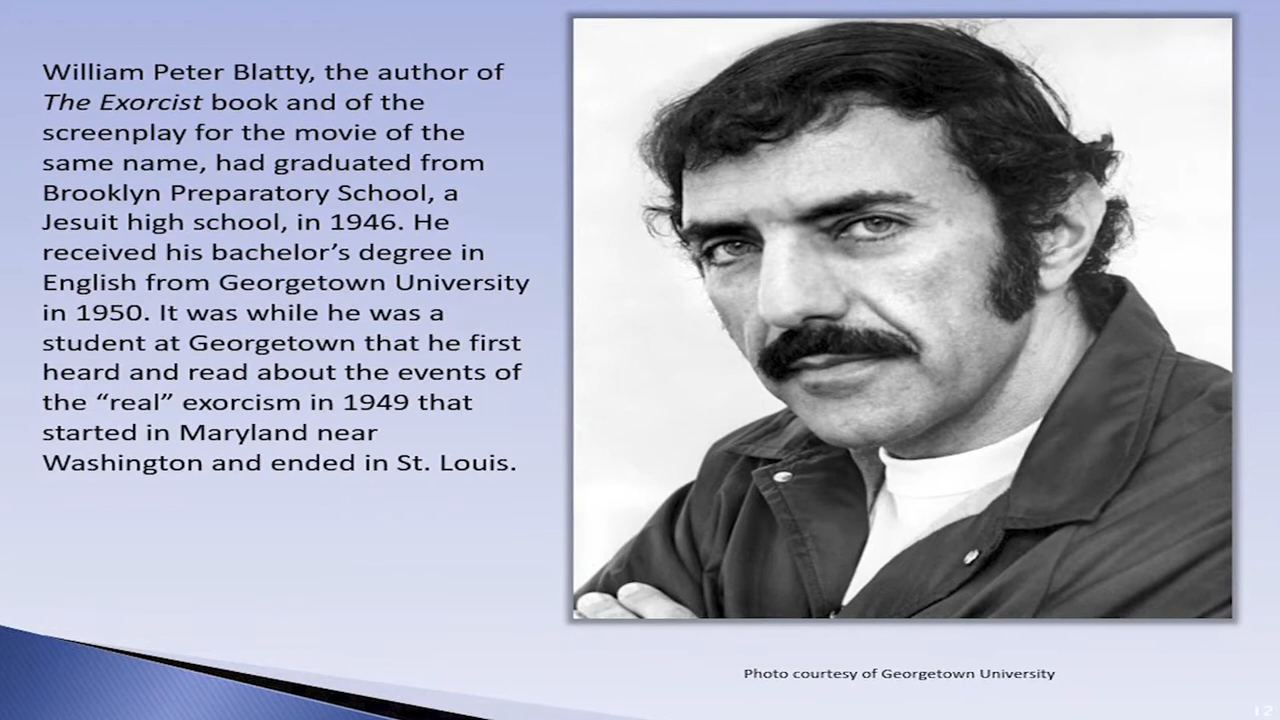 William Peter Blatty, the author of
The Exorcist book and of the
screenplay for the movie of the
same name, had graduated from
Brooklyn Preparatory School, a
Jesuit high school, in 1946. He
received his bachelor’s degree in
English from Georgetown University
in 1950. It was while he was a
student at Georgetown that he first
heard and read about the events of
the “real” exorcism in 1949 that
started in Maryland near
Washington and ended in St. Louis.
Photo courtesy of Georgetown University
12